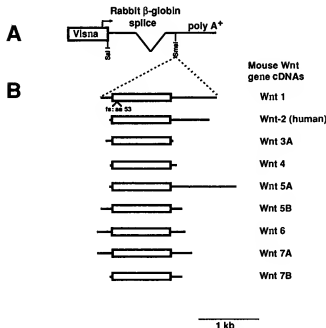 A
Rabbit β-globin
splice
poly A+
Visna
Sal I
SmaI
B
Mouse Wnt
gene cDNAs
Wnt 1
fs: aa 53
Wnt-2 (human)
Wnt 3A
Wnt 4
Wnt 5A
Wnt 5B
Wnt 6
Wnt 7A
Wnt 7B
1 kb